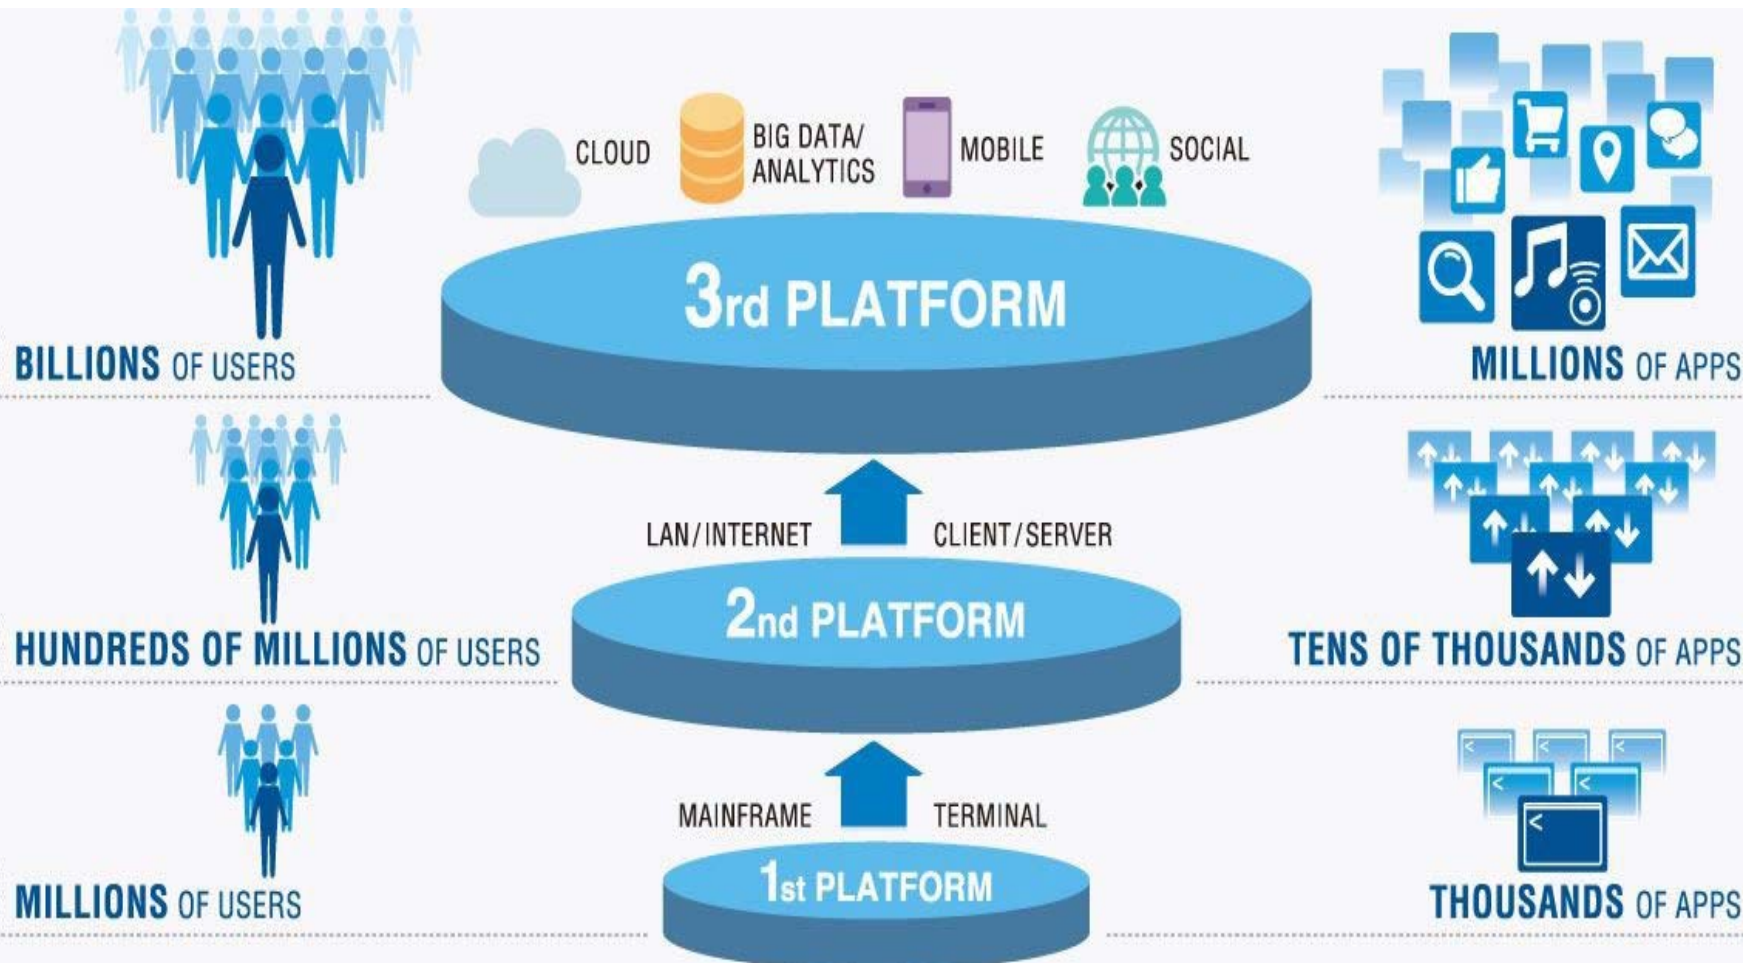 CLOUD
BIG DATA/
ANALYTICS
MOBILE
SOCIAL
3rd PLATFORM
BILLIONS OF USERS
MILLIONS OF APPS
LAN/INTERNET
CLIENT/SERVER
2nd PLATFORM
HUNDREDS OF MILLIONS OF USERS
TENS OF THOUSANDS OF APPS
MAINFRAME
TERMINAL
1st PLATFORM
MILLIONS OF USERS
THOUSANDS OF APPS